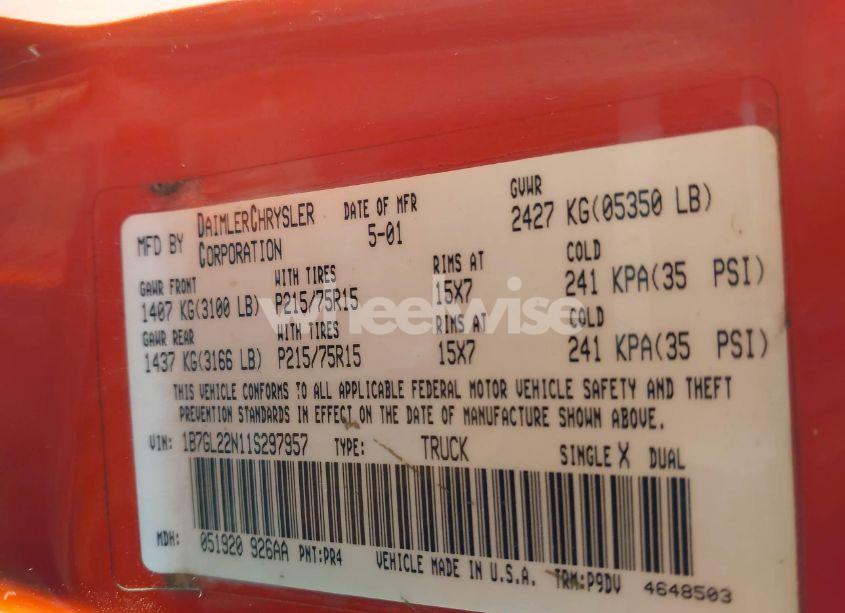 MFD BY DAIMLERCHRYSLER CORPORATION DATE OF MFR 5-01 GVWR 2427 KG(05350 LB)
GAWR FRONT WITH TIRES RIMS AT COLD
1407 KG(3100 LB) P215/75R15 15X7 241 KPA(35 PSI)
GAWR REAR WITH TIRES RIMS AT COLD
1437 KG(3166 LB) P215/75R15 15X7 241 KPA(35 PSI)
THIS VEHICLE CONFORMS TO ALL APPLICABLE FEDERAL MOTOR VEHICLE SAFETY AND THEFT
PREVENTION STANDARDS IN EFFECT ON THE DATE OF MANUFACTURE SHOWN ABOVE.
VIN: 1B7GL22N11S297957 TYPE: TRUCK SINGLE X DUAL
MDH: 051920 926AA PNT:PR4 VEHICLE MADE IN U.S.A. TRM:P9DV 4648503
wheelwise